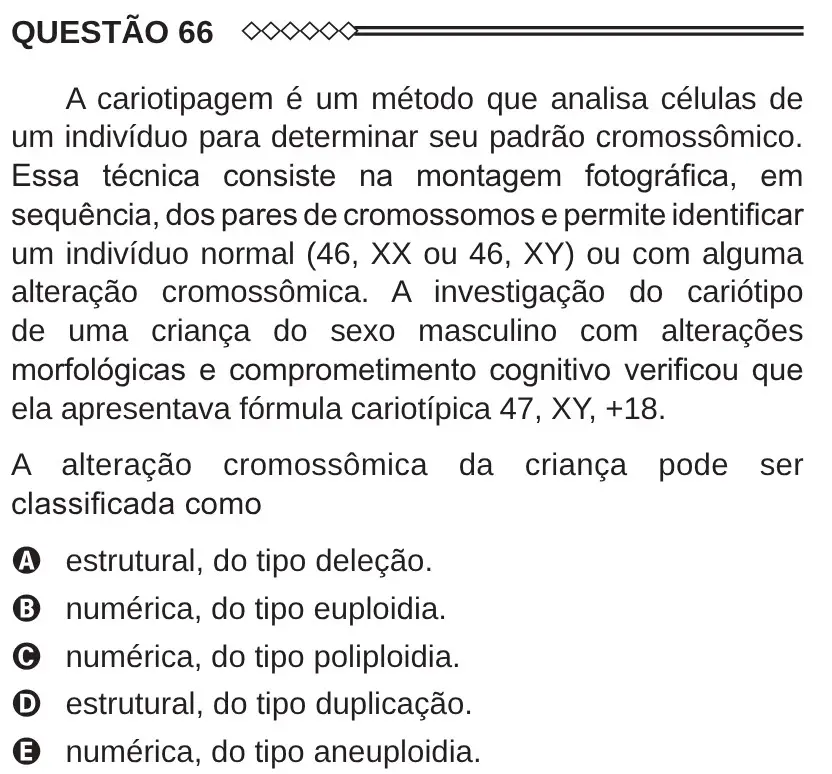 QUESTÃO 66
A cariotipagem é um método que analisa células de
um indivíduo para determinar seu padrão cromossômico.
Essa técnica consiste na montagem fotográfica, em
sequência, dos pares de cromossomos e permite identificar
um indivíduo normal (46, XX ou 46, XY) ou com alguma
alteração cromossômica. A investigação do cariótipo
de uma criança do sexo masculino com alterações
morfológicas e comprometimento cognitivo verificou que
ela apresentava fórmula cariotípica 47, XY, +18.
A alteração cromossômica da criança pode ser
classificada como
A estrutural, do tipo deleção.
B numérica, do tipo euploidia.
C numérica, do tipo poliploidia.
D estrutural, do tipo duplicação.
E numérica, do tipo aneuploidia.